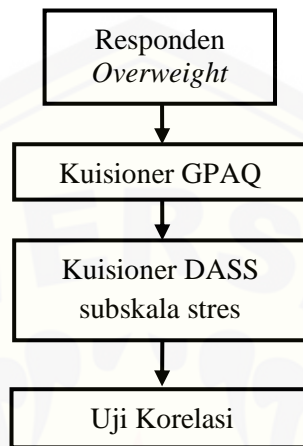 Responden
Overweight
Kuisioner GPAQ
Kuisioner DASS
subskala stres
Uji Korelasi